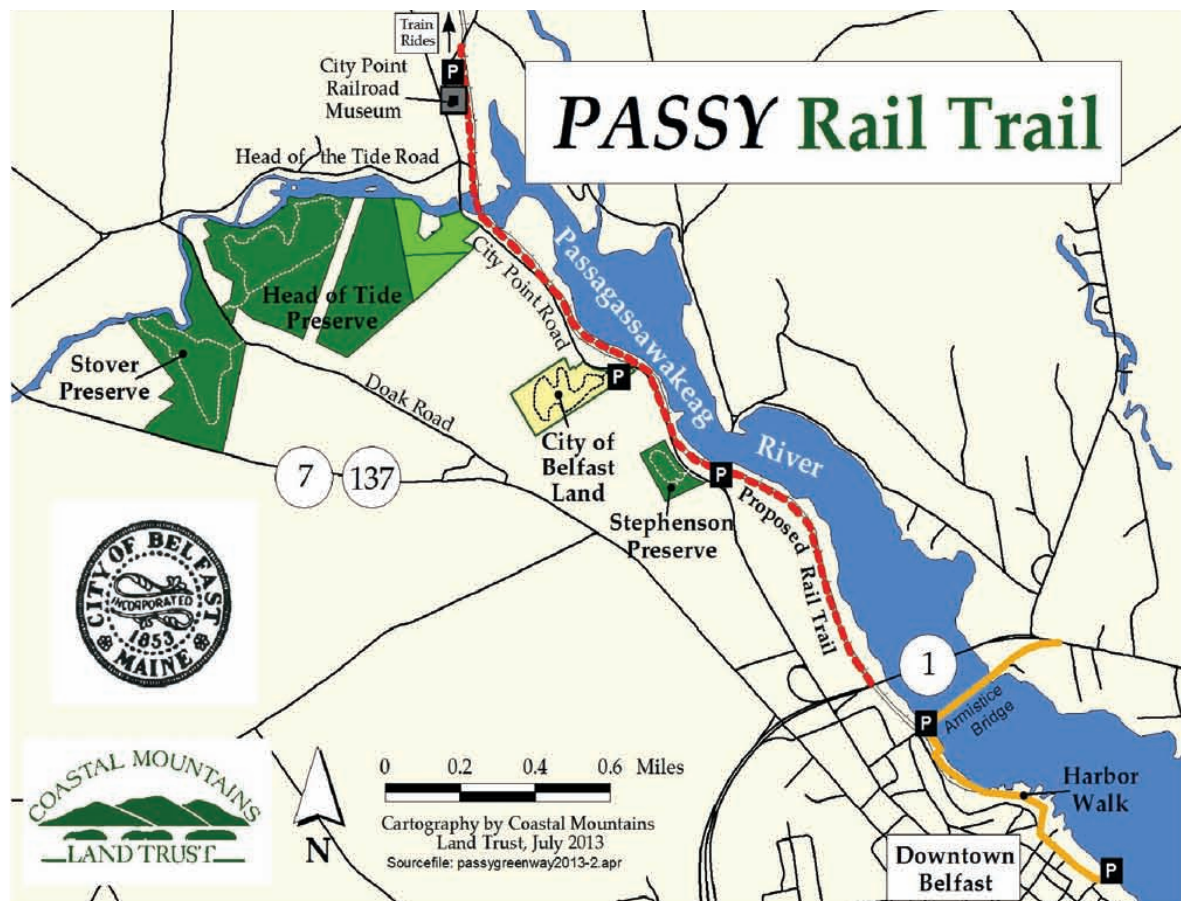 Train
Rides
P
City Point
Railroad
Museum
PASSY Rail Trail
Head of the Tide Road
City Point Road
Passagassawakeag
River
Head of Tide
Preserve
Stover
Preserve
Doak Road
P
City of
Belfast
Land
P
Stephenson
Preserve
Proposed Rail Trail
7
137
CITY OF BELFAST
INCORPORATED
1853
MAINE
1
P
Armistice
Bridge
Harbor
Walk
Downtown
Belfast
P
COASTAL MOUNTAINS
LAND TRUST
N
0 0.2 0.4 0.6 Miles
Cartography by Coastal Mountains
Land Trust, July 2013
Sourcefile: passygreenway2013-2.apr